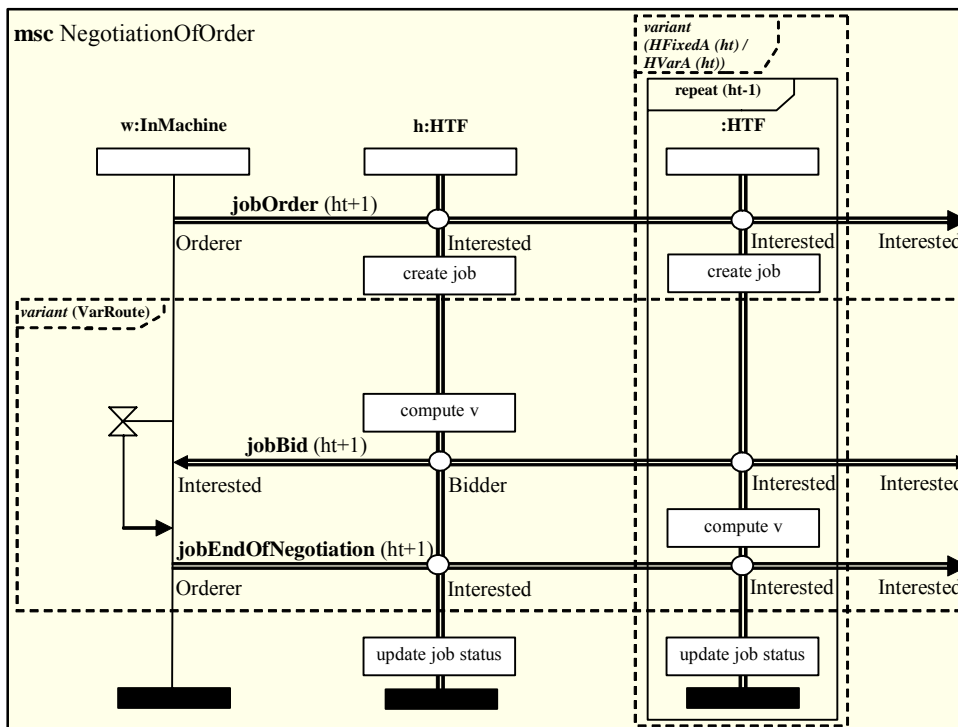 msc NegotiationOfOrder
variant
(HFixedA (ht) /
HVarA (ht))
repeat (ht-1)
w:InMachine
h:HTF
:HTF
jobOrder (ht+1)
Orderer
Interested
Interested
Interested
create job
create job
variant (VarRoute)
compute v
jobBid (ht+1)
Interested
Bidder
Interested
Interested
compute v
jobEndOfNegotiation (ht+1)
Orderer
Interested
Interested
Interested
update job status
update job status